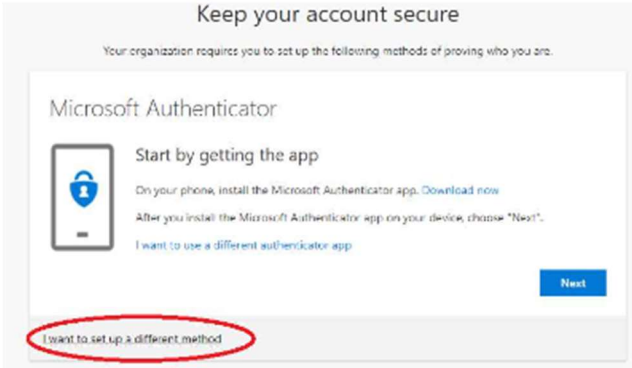 Keep your account secure
Your organization requires you to set up the following methods of proving who you are.
Microsoft Authenticator
Start by getting the app
On your phone, install the Microsoft Authenticator app. Download now
After you install the Microsoft Authenticator app on your device, choose "Next".
I want to use a different authenticator app
Next
I want to set up a different method